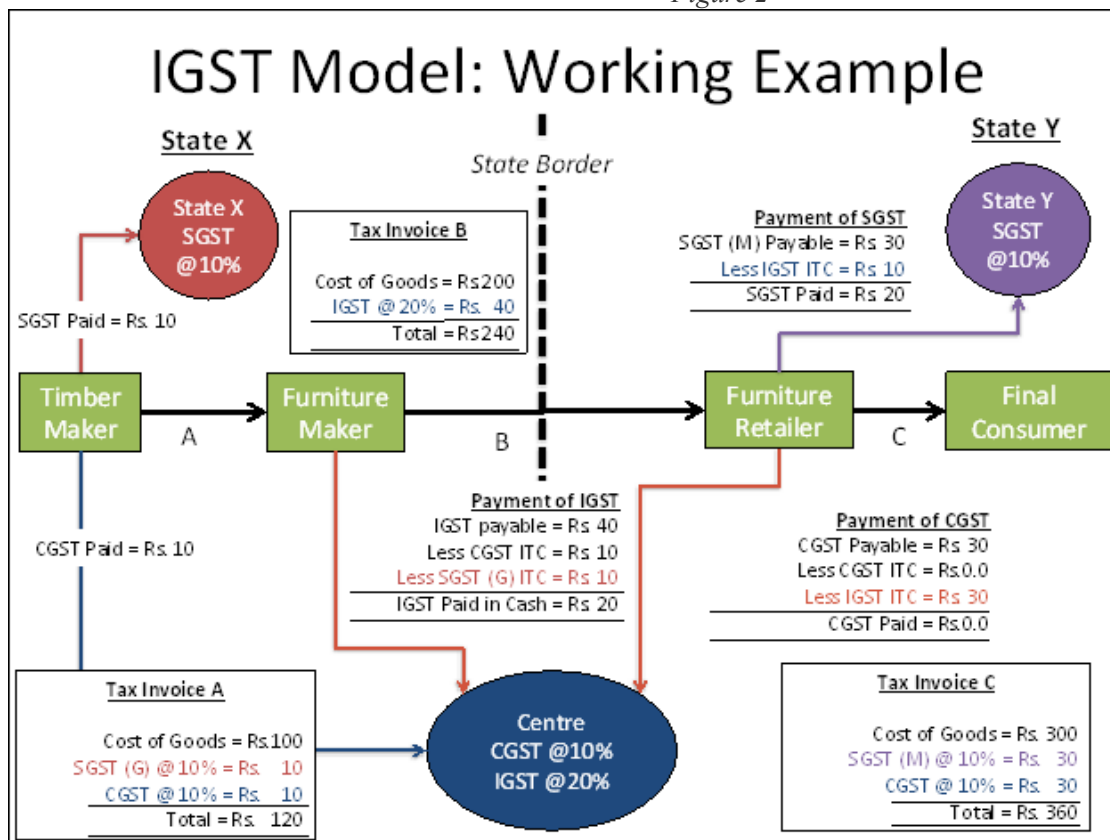 Figure 2
IGST Model: Working Example
State X
State Border
State Y
State X
SGST
@10%
Tax Invoice B
Cost of Goods = Rs.200
IGST @ 20% = Rs. 40
Total = Rs 240
Payment of SGST
SGST (M) Payable = Rs. 30
Less IGST ITC = Rs. 10
SGST Paid = Rs. 20
State Y
SGST
@10%
SGST Paid = Rs. 10
Timber
Maker
A
Furniture
Maker
B
Furniture
Retailer
C
Final
Consumer
CGST Paid = Rs. 10
Payment of IGST
IGST payable = Rs. 40
Less CGST ITC = Rs. 10
Less SGST (G) ITC = Rs. 10
IGST Paid in Cash = Rs. 20
Payment of CGST
CGST Payable = Rs. 30
Less CGST ITC = Rs.0.0
Less IGST ITC = Rs. 30
CGST Paid = Rs.0.0
Tax Invoice A
Cost of Goods = Rs.100
SGST (G) @ 10% = Rs. 10
CGST @ 10% = Rs. 10
Total = Rs. 120
Centre
CGST @10%
IGST @20%
Tax Invoice C
Cost of Goods = Rs. 300
SGST (M) @ 10% = Rs. 30
CGST @ 10% = Rs. 30
Total = Rs. 360